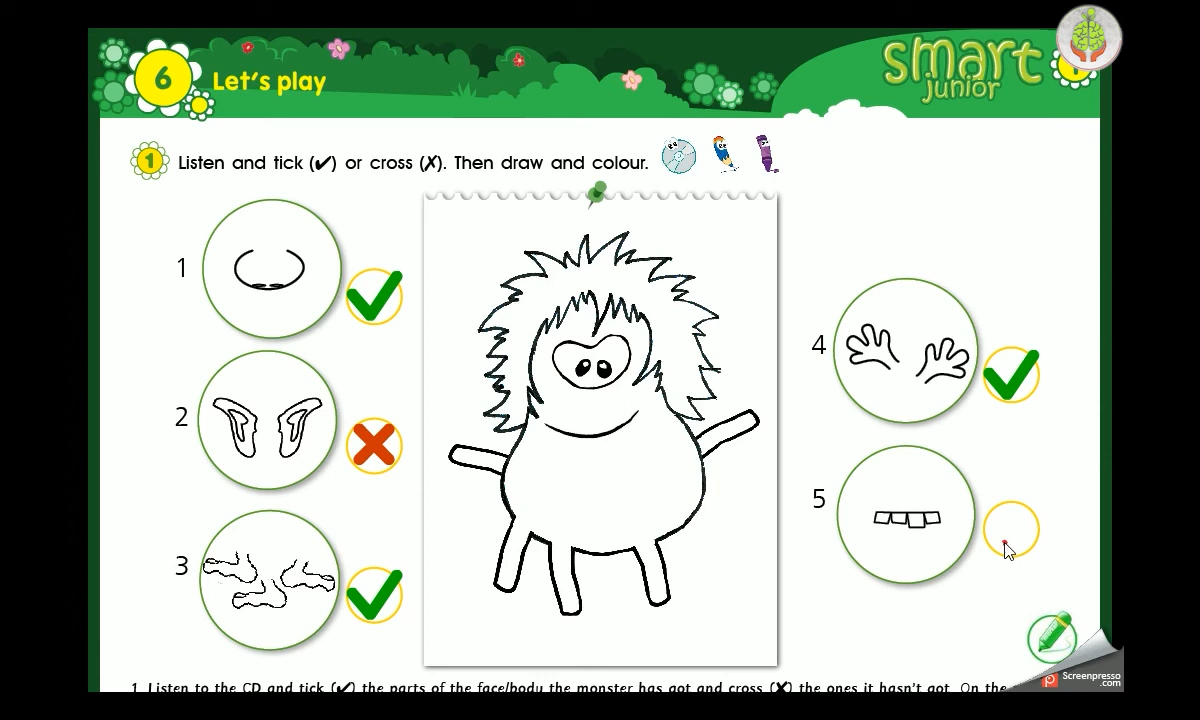 6 Let's play
smart
junior
1 Listen and tick (✔) or cross (✗). Then draw and colour.
1
2
3
4
5
1. Listen to the CD and tick (✔) the parts of the face/body the monster has got and cross (✗) the ones it hasn't got. On the
Screenpresso
.com